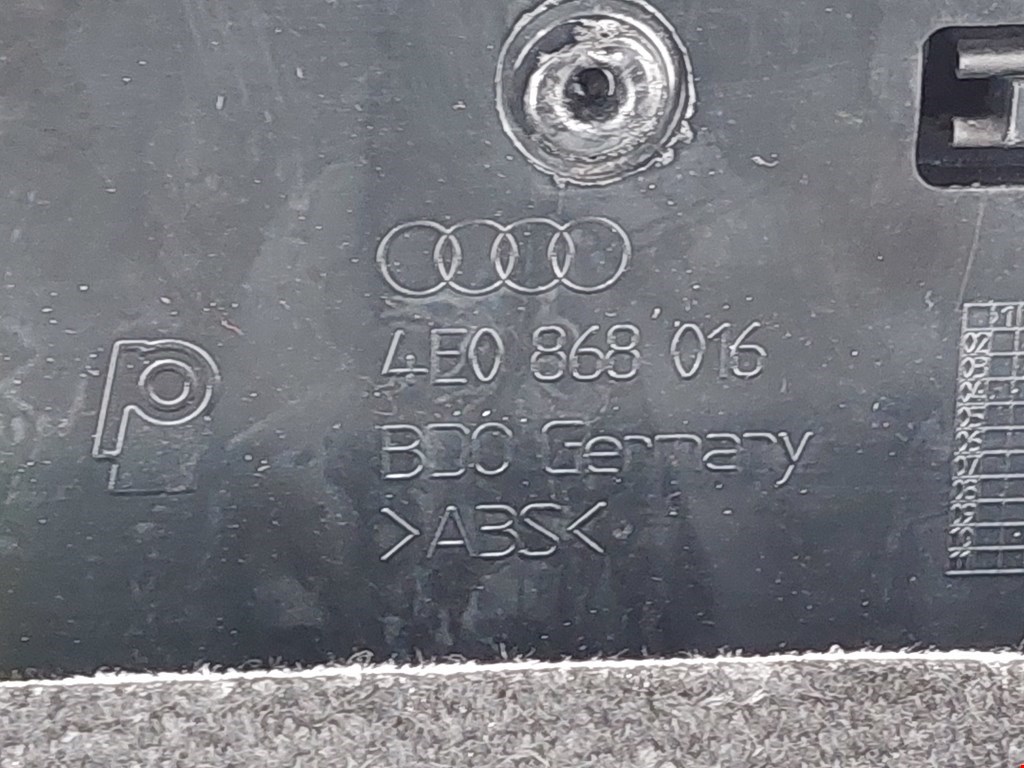 4E0 868 016
BDO Germany
>ABS<